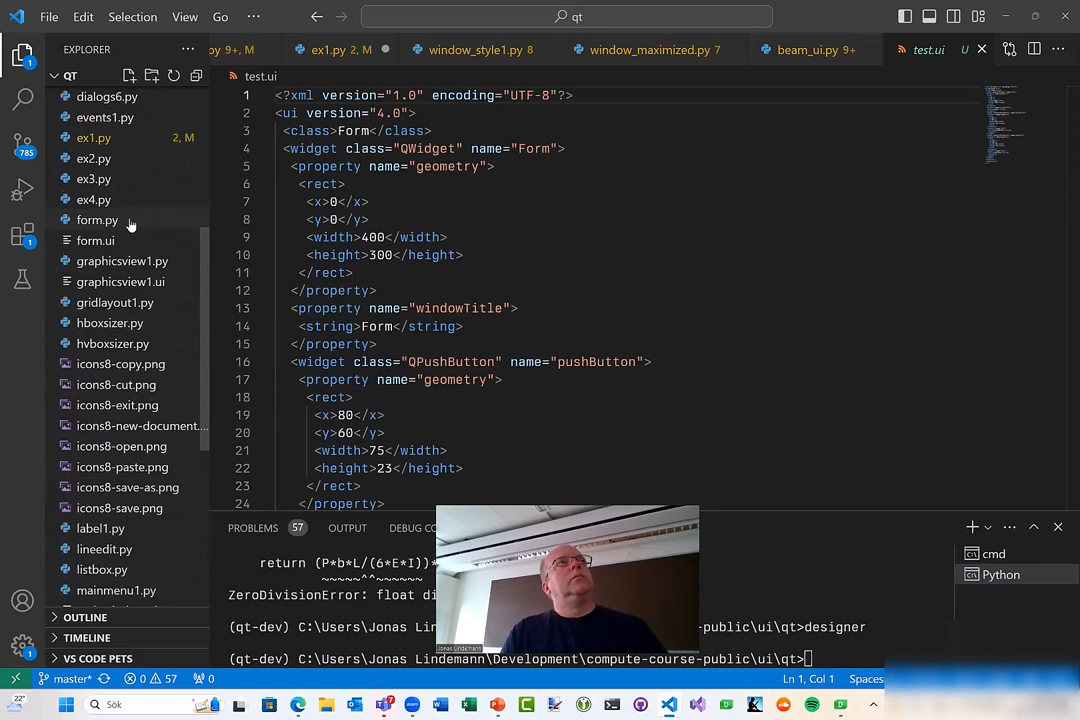 File Edit Selection View Go ··· qt
EXPLORER
py 9+, M
ex1.py 2, M
window_style1.py 8
window_maximized.py 7
beam_ui.py 9+
test.ui U
QT
test.ui
dialogs6.py
events1.py
ex1.py 2, M
ex2.py
ex3.py
ex4.py
form.py
form.ui
graphicsview1.py
graphicsview1.ui
gridlayout1.py
hboxsizer.py
hvboxsizer.py
icons8-copy.png
icons8-cut.png
icons8-exit.png
icons8-new-document....
icons8-open.png
icons8-paste.png
icons8-save-as.png
icons8-save.png
label1.py
lineedit.py
listbox.py
mainmenu1.py
OUTLINE
TIMELINE
VS CODE PETS
1
785
1
1
1 <?xml version="1.0" encoding="UTF-8"?>
2 <ui version="4.0">
3 <class>Form</class>
4 <widget class="QWidget" name="Form">
5 <property name="geometry">
6 <rect>
7 <x>0</x>
8 <y>0</y>
9 <width>400</width>
10 <height>300</height>
11 </rect>
12 </property>
13 <property name="windowTitle">
14 <string>Form</string>
15 </property>
16 <widget class="QPushButton" name="pushButton">
17 <property name="geometry">
18 <rect>
19 <x>80</x>
20 <y>60</y>
21 <width>75</width>
22 <height>23</height>
23 </rect>
24 </property>
PROBLEMS 57 OUTPUT DEBUG CO
return (P*b*L/(6*E*I))*
~~~~~^^~~~~~~
ZeroDivisionError: float di
(qt-dev) C:\Users\Jonas Lin -public\ui\qt>designer
(qt-dev) C:\Users\Jonas Lindemann\Development\compute-course-public\ui\qt>
cmd
Python
Jonas Lindemann
master* 0 57 0 Ln 1, Col 1 Spaces
22°
Sök
7